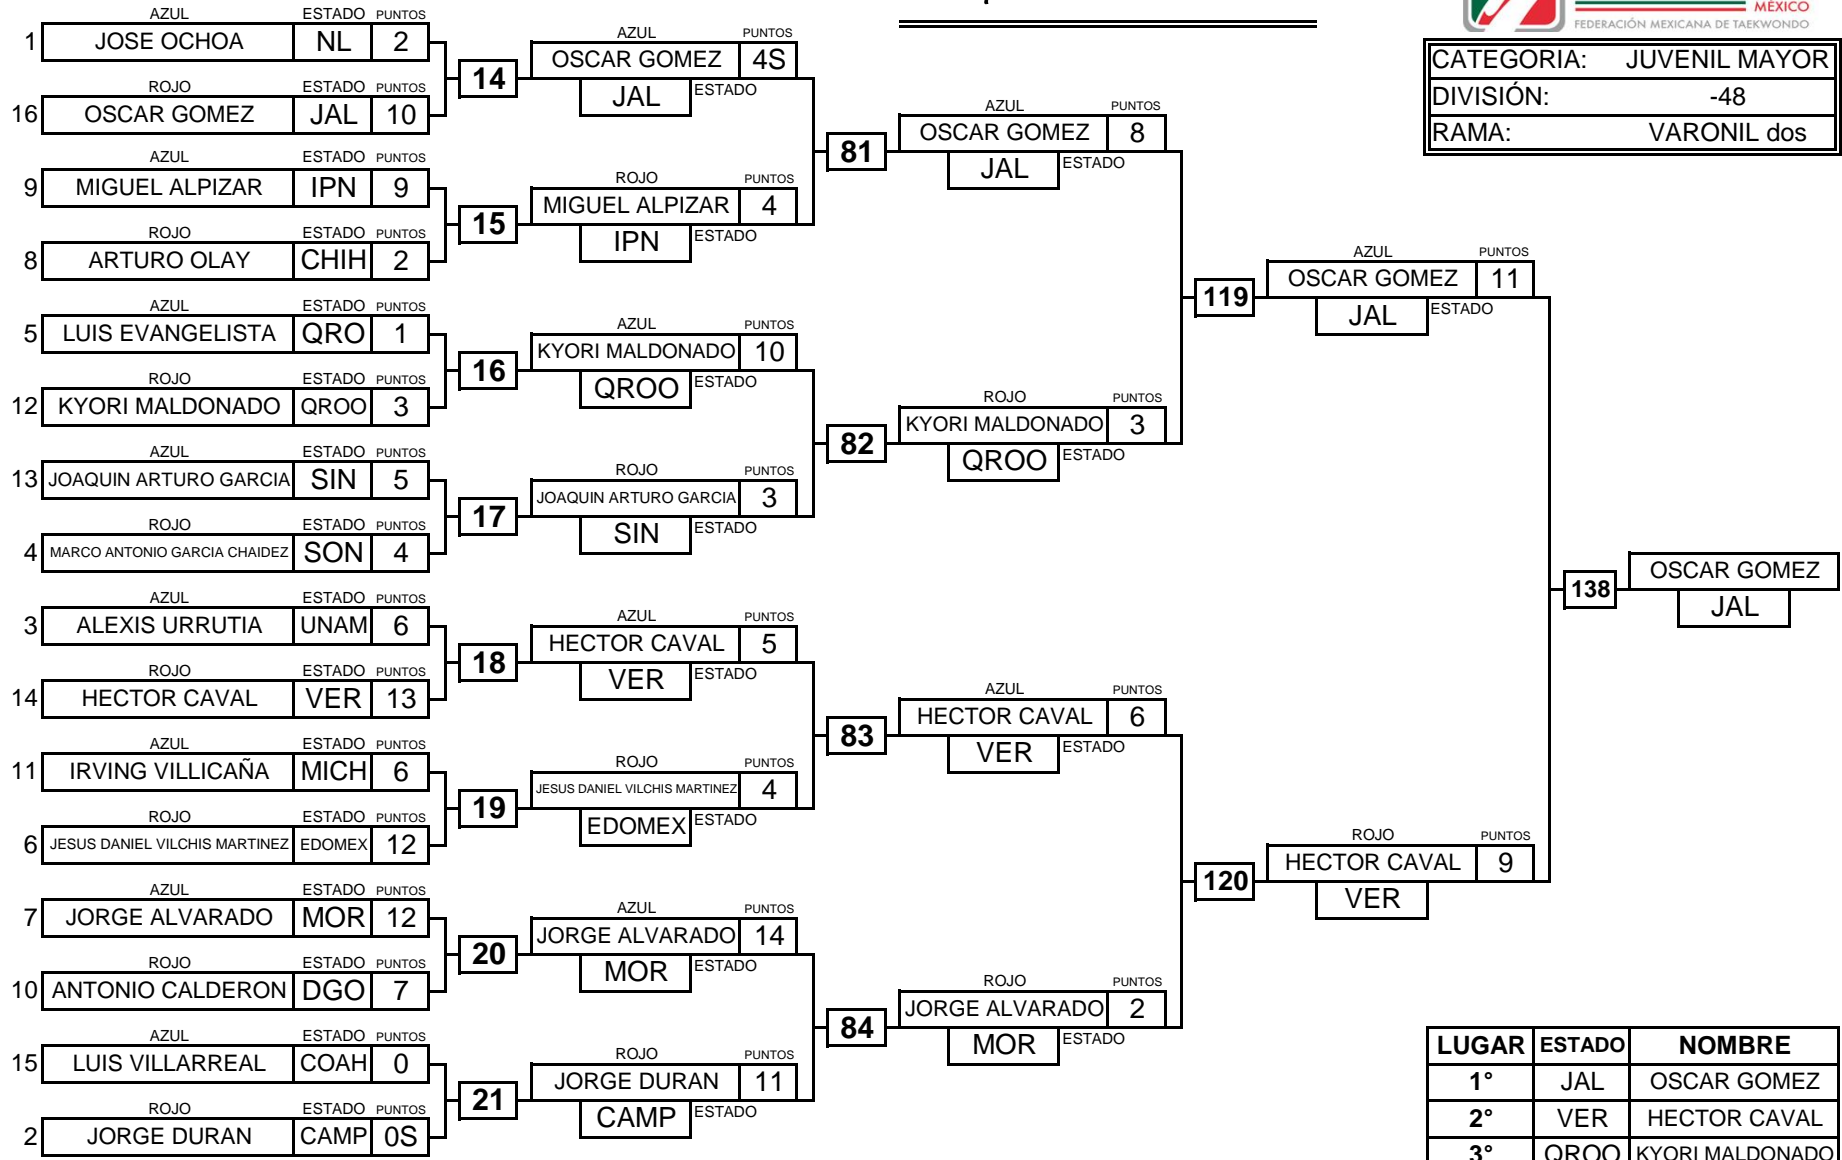 MÉXICO
FEDERACIÓN MEXICANA DE TAEKWONDO
CATEGORIA: JUVENIL MAYOR
DIVISIÓN: -48
RAMA: VARONIL dos
AZUL ESTADO PUNTOS
1 JOSE OCHOA NL 2
ROJO ESTADO PUNTOS
16 OSCAR GOMEZ JAL 10
AZUL ESTADO PUNTOS
9 MIGUEL ALPIZAR IPN 9
ROJO ESTADO PUNTOS
8 ARTURO OLAY CHIH 2
AZUL ESTADO PUNTOS
5 LUIS EVANGELISTA QRO 1
ROJO ESTADO PUNTOS
12 KYORI MALDONADO QROO 3
AZUL ESTADO PUNTOS
13 JOAQUIN ARTURO GARCIA SIN 5
ROJO ESTADO PUNTOS
4 MARCO ANTONIO GARCIA CHAIDEZ SON 4
AZUL ESTADO PUNTOS
3 ALEXIS URRUTIA UNAM 6
ROJO ESTADO PUNTOS
14 HECTOR CAVAL VER 13
AZUL ESTADO PUNTOS
11 IRVING VILLICAÑA MICH 6
ROJO ESTADO PUNTOS
6 JESUS DANIEL VILCHIS MARTINEZ EDOMEX 12
AZUL ESTADO PUNTOS
7 JORGE ALVARADO MOR 12
ROJO ESTADO PUNTOS
10 ANTONIO CALDERON DGO 7
AZUL ESTADO PUNTOS
15 LUIS VILLARREAL COAH 0
ROJO ESTADO PUNTOS
2 JORGE DURAN CAMP 0S
14
15
16
17
18
19
20
21
AZUL PUNTOS
OSCAR GOMEZ 4S
JAL ESTADO
ROJO PUNTOS
MIGUEL ALPIZAR 4
IPN ESTADO
AZUL PUNTOS
KYORI MALDONADO 10
QROO ESTADO
ROJO PUNTOS
JOAQUIN ARTURO GARCIA 3
SIN ESTADO
AZUL PUNTOS
HECTOR CAVAL 5
VER ESTADO
ROJO PUNTOS
JESUS DANIEL VILCHIS MARTINEZ 4
EDOMEX ESTADO
AZUL PUNTOS
JORGE ALVARADO 14
MOR ESTADO
ROJO PUNTOS
JORGE DURAN 11
CAMP ESTADO
81
82
83
84
AZUL PUNTOS
OSCAR GOMEZ 8
JAL ESTADO
ROJO PUNTOS
KYORI MALDONADO 3
QROO ESTADO
AZUL PUNTOS
HECTOR CAVAL 6
VER ESTADO
ROJO PUNTOS
JORGE ALVARADO 2
MOR ESTADO
119
120
AZUL PUNTOS
OSCAR GOMEZ 11
JAL ESTADO
ROJO PUNTOS
HECTOR CAVAL 9
VER
138
OSCAR GOMEZ
JAL
LUGAR ESTADO NOMBRE
1° JAL OSCAR GOMEZ
2° VER HECTOR CAVAL
3° QROO KYORI MALDONADO